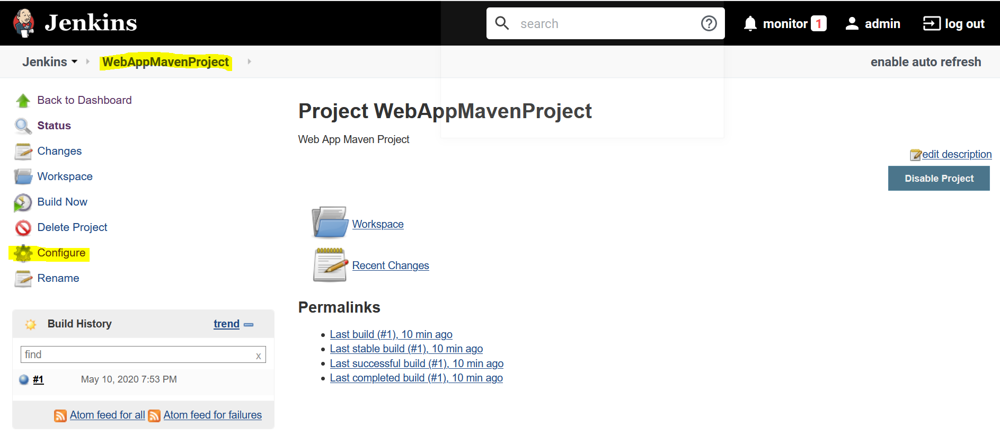 Jenkins
search
monitor 1
admin
log out
Jenkins
WebAppMavenProject
enable auto refresh
Back to Dashboard
Status
Changes
Workspace
Build Now
Delete Project
Configure
Rename
Build History
trend
find
x
#1
May 10, 2020 7:53 PM
Atom feed for all
Atom feed for failures
Project WebAppMavenProject
Web App Maven Project
edit description
Disable Project
Workspace
Recent Changes
Permalinks
Last build (#1), 10 min ago
Last stable build (#1), 10 min ago
Last successful build (#1), 10 min ago
Last completed build (#1), 10 min ago